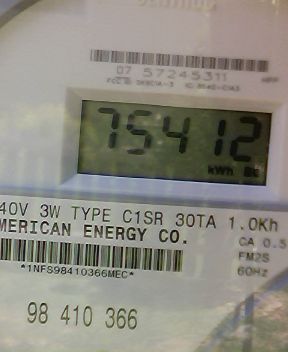 07 57245311
75412
kWh
40V 3W TYPE C1SR 30TA 1.0Kh
MERICAN ENERGY CO.
CA 0.5
FM2S
60Hz
*1NFS98410366MEC*
98 410 366